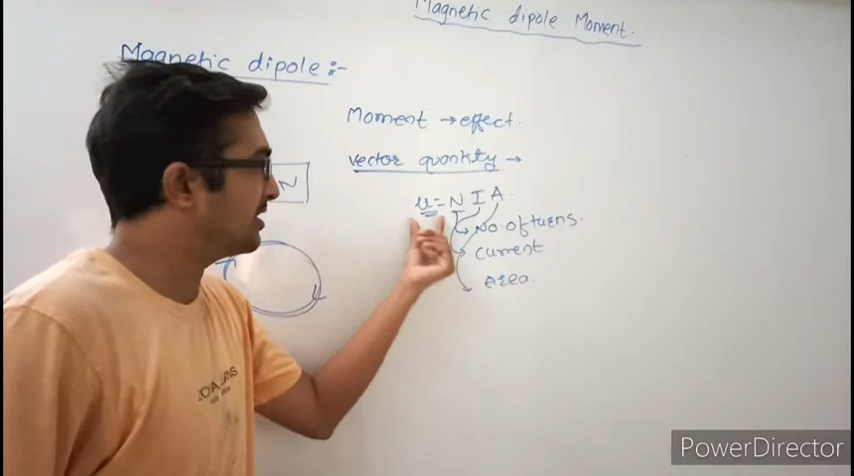 Magnetic dipole Moment.
Magnetic dipole :-
Moment → effect.
vector quantity →
N
μ = N I A
No. of turns.
current
Area.
PowerDirector